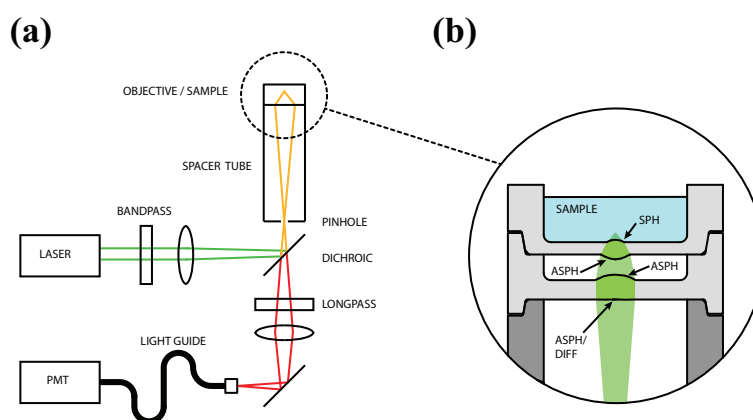 (a)
OBJECTIVE / SAMPLE
SPACER TUBE
BANDPASS
PINHOLE
LASER
DICHROIC
LONGPASS
LIGHT GUIDE
PMT
(b)
SAMPLE
SPH
ASPH
ASPH
ASPH/
DIFF